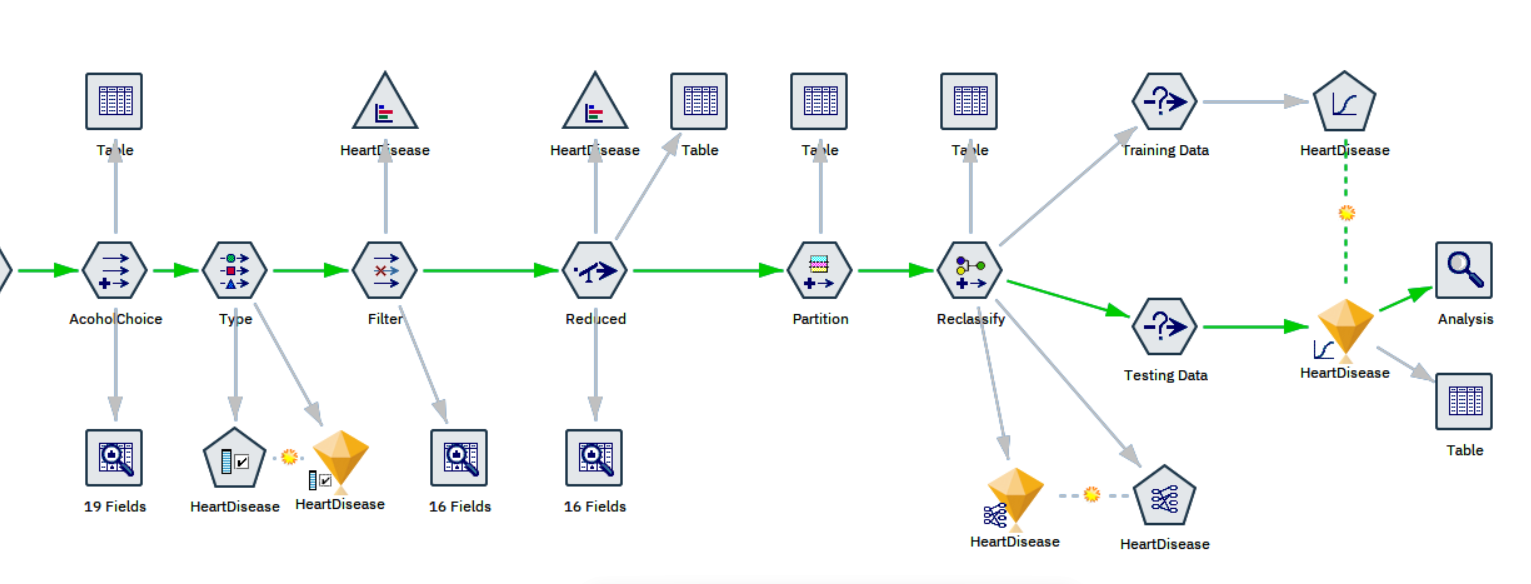 Table
HeartDisease
HeartDisease
Table
Table
Table
Training Data
HeartDisease
AcoholChoice
Type
Filter
Reduced
Partition
Reclassify
Analysis
Testing Data
HeartDisease
Table
19 Fields
HeartDisease
HeartDisease
16 Fields
16 Fields
HeartDisease
HeartDisease